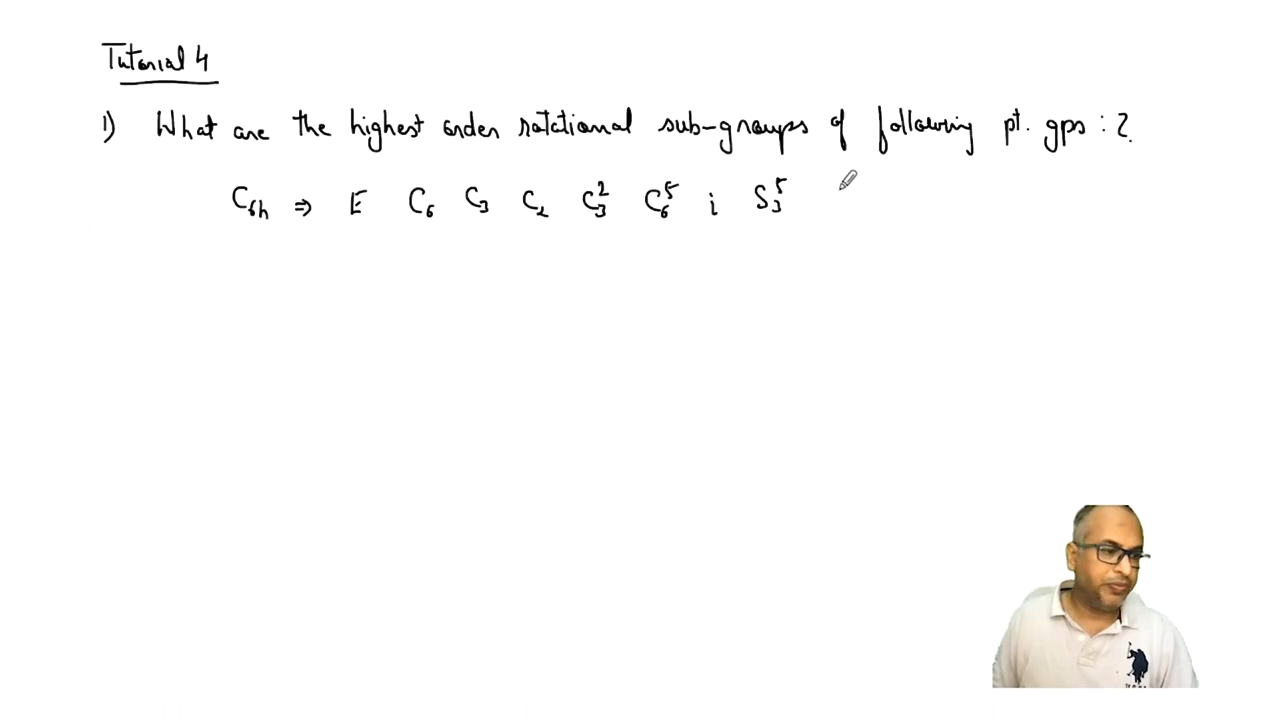 Tutorial 4
1) What are the highest order rotational sub-groups of following pt. gps : ?
C₆ₕ ⇒ E C₆ C₃ C₂ C₃² C₆⁵ i S₃⁵